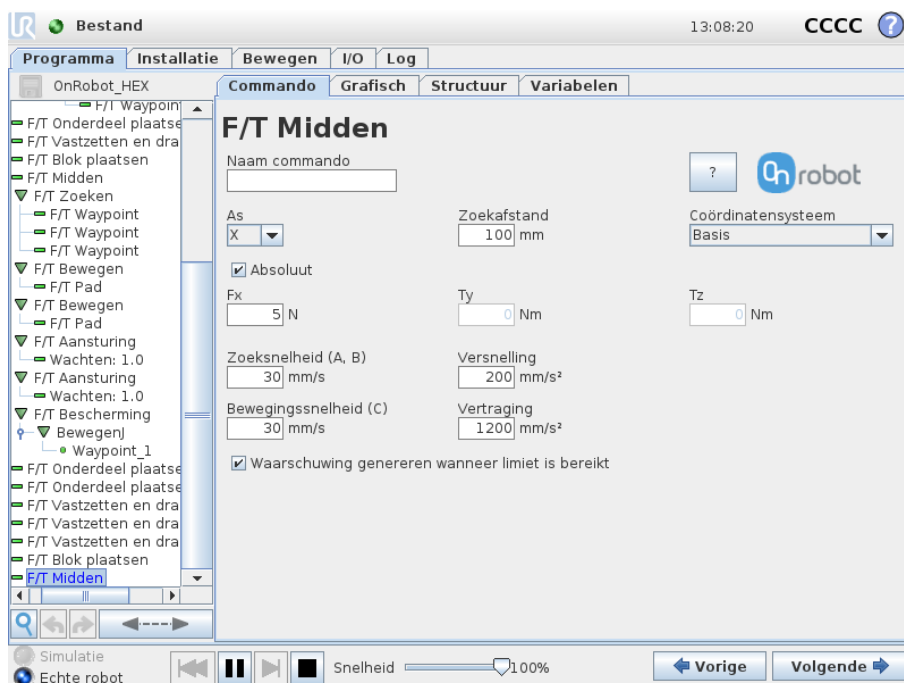 UR Bestand 13:08:20 CCCC ?
Programma Installatie Bewegen I/O Log
OnRobot_HEX
Commando Grafisch Structuur Variabelen
F/T Waypoint
F/T Onderdeel plaatse
F/T Vastzetten en dra
F/T Blok plaatsen
F/T Midden
F/T Zoeken
F/T Waypoint
F/T Waypoint
F/T Waypoint
F/T Bewegen
F/T Pad
F/T Bewegen
F/T Pad
F/T Aansturing
Wachten: 1.0
F/T Aansturing
Wachten: 1.0
F/T Bescherming
BewegenJ
Waypoint_1
F/T Onderdeel plaatse
F/T Onderdeel plaatse
F/T Vastzetten en dra
F/T Vastzetten en dra
F/T Vastzetten en dra
F/T Blok plaatsen
F/T Midden
F/T Midden
Naam commando
? On robot
As Zoekafstand Coördinatensysteem
X 100 mm Basis
Absoluut
Fx Ty Tz
5 N 0 Nm 0 Nm
Zoeksnelheid (A, B) Versnelling
30 mm/s 200 mm/s²
Bewegingssnelheid (C) Vertraging
30 mm/s 1200 mm/s²
Waarschuwing genereren wanneer limiet is bereikt
Simulatie
Echte robot
Snelheid 100% Vorige Volgende